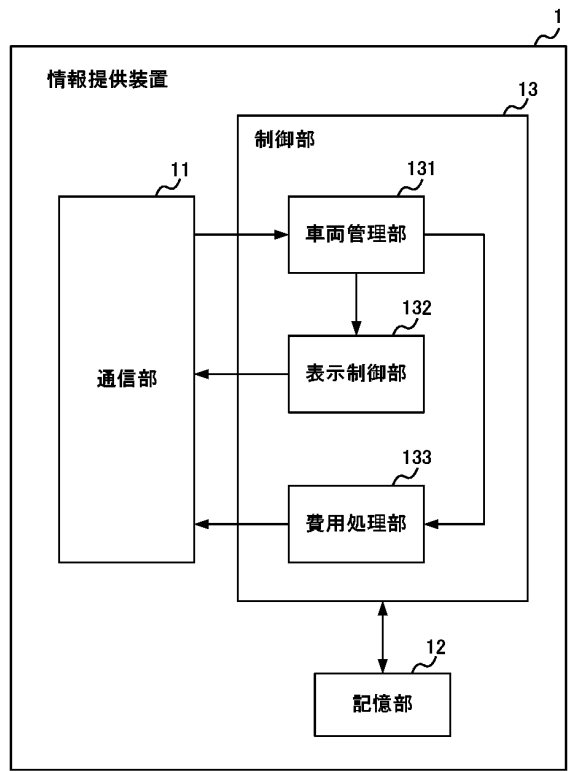 1
情報提供装置
13
制御部
11
131
車両管理部
132
通信部
表示制御部
133
費用処理部
12
記憶部